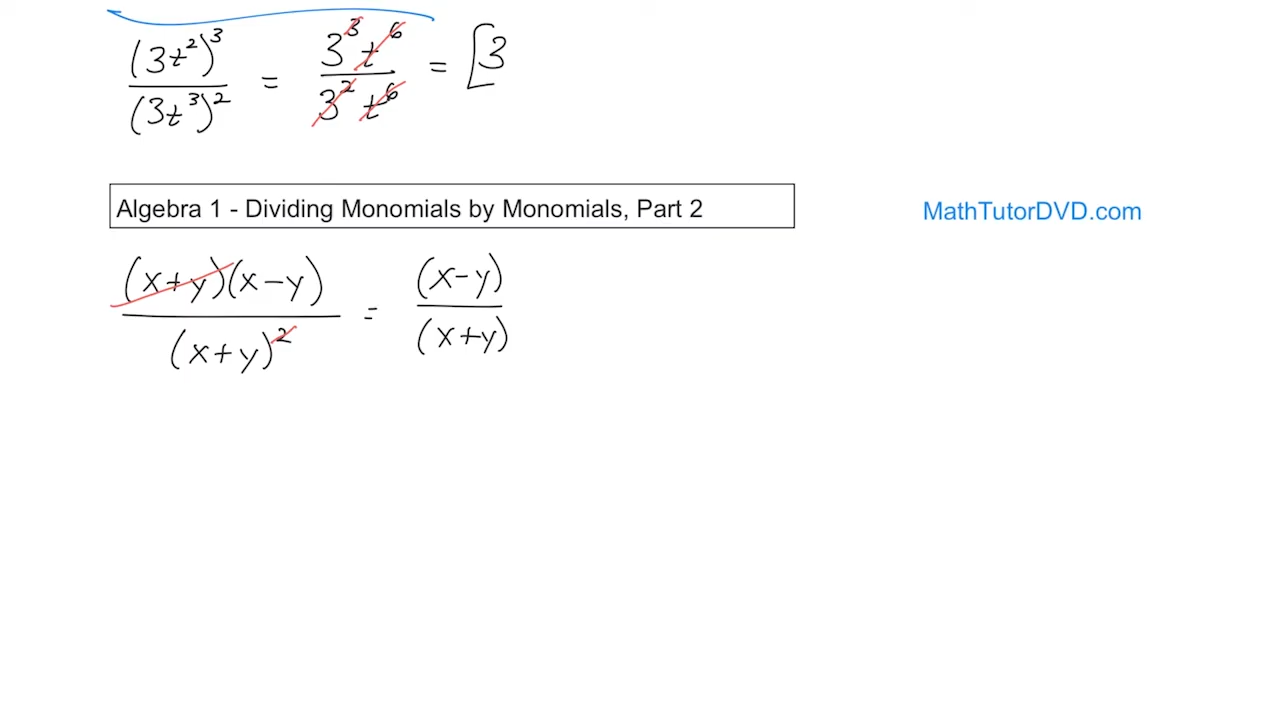 (3t²)³ / (3t³)² = 3³t⁶ / 3²t⁶ = [3
Algebra 1 - Dividing Monomials by Monomials, Part 2
MathTutorDVD.com
(x+y)(x-y) / (x+y)² = (x-y) / (x+y)